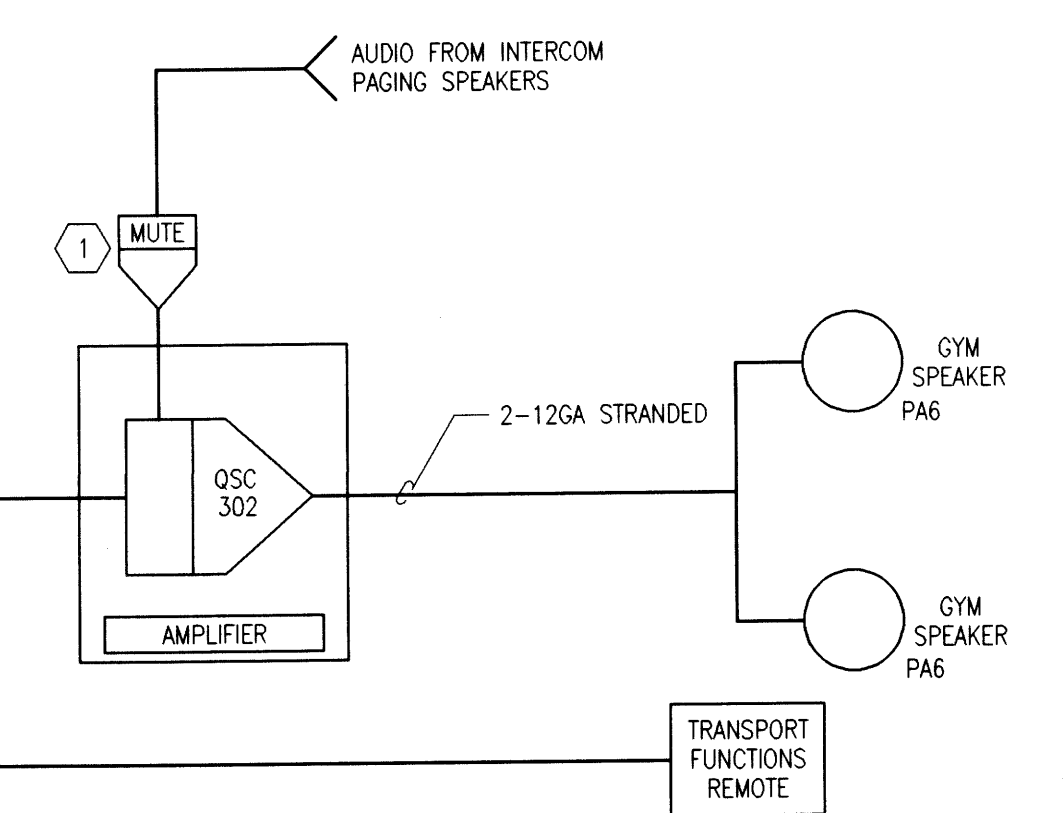 AUDIO FROM INTERCOM
PAGING SPEAKERS
MUTE
1
GYM
SPEAKER
PA6
2-12GA STRANDED
QSC
302
AMPLIFIER
GYM
SPEAKER
PA6
TRANSPORT
FUNCTIONS
REMOTE